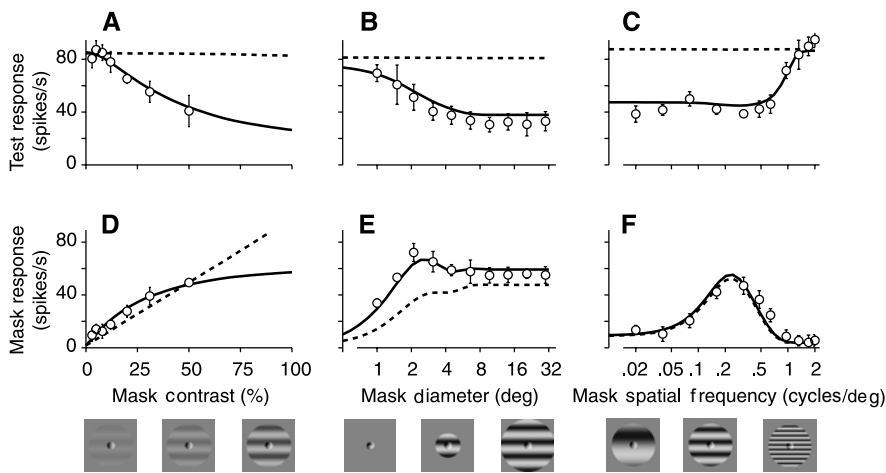 A B C
Test response
(spikes/s)
80
40
0
D E F
Mask response
(spikes/s)
80
40
0
0 25 50 75 100 1 2 4 8 16 32 .02 .05 .1 .2 .5 1 2
Mask contrast (%) Mask diameter (deg) Mask spatial frequency (cycles/deg)